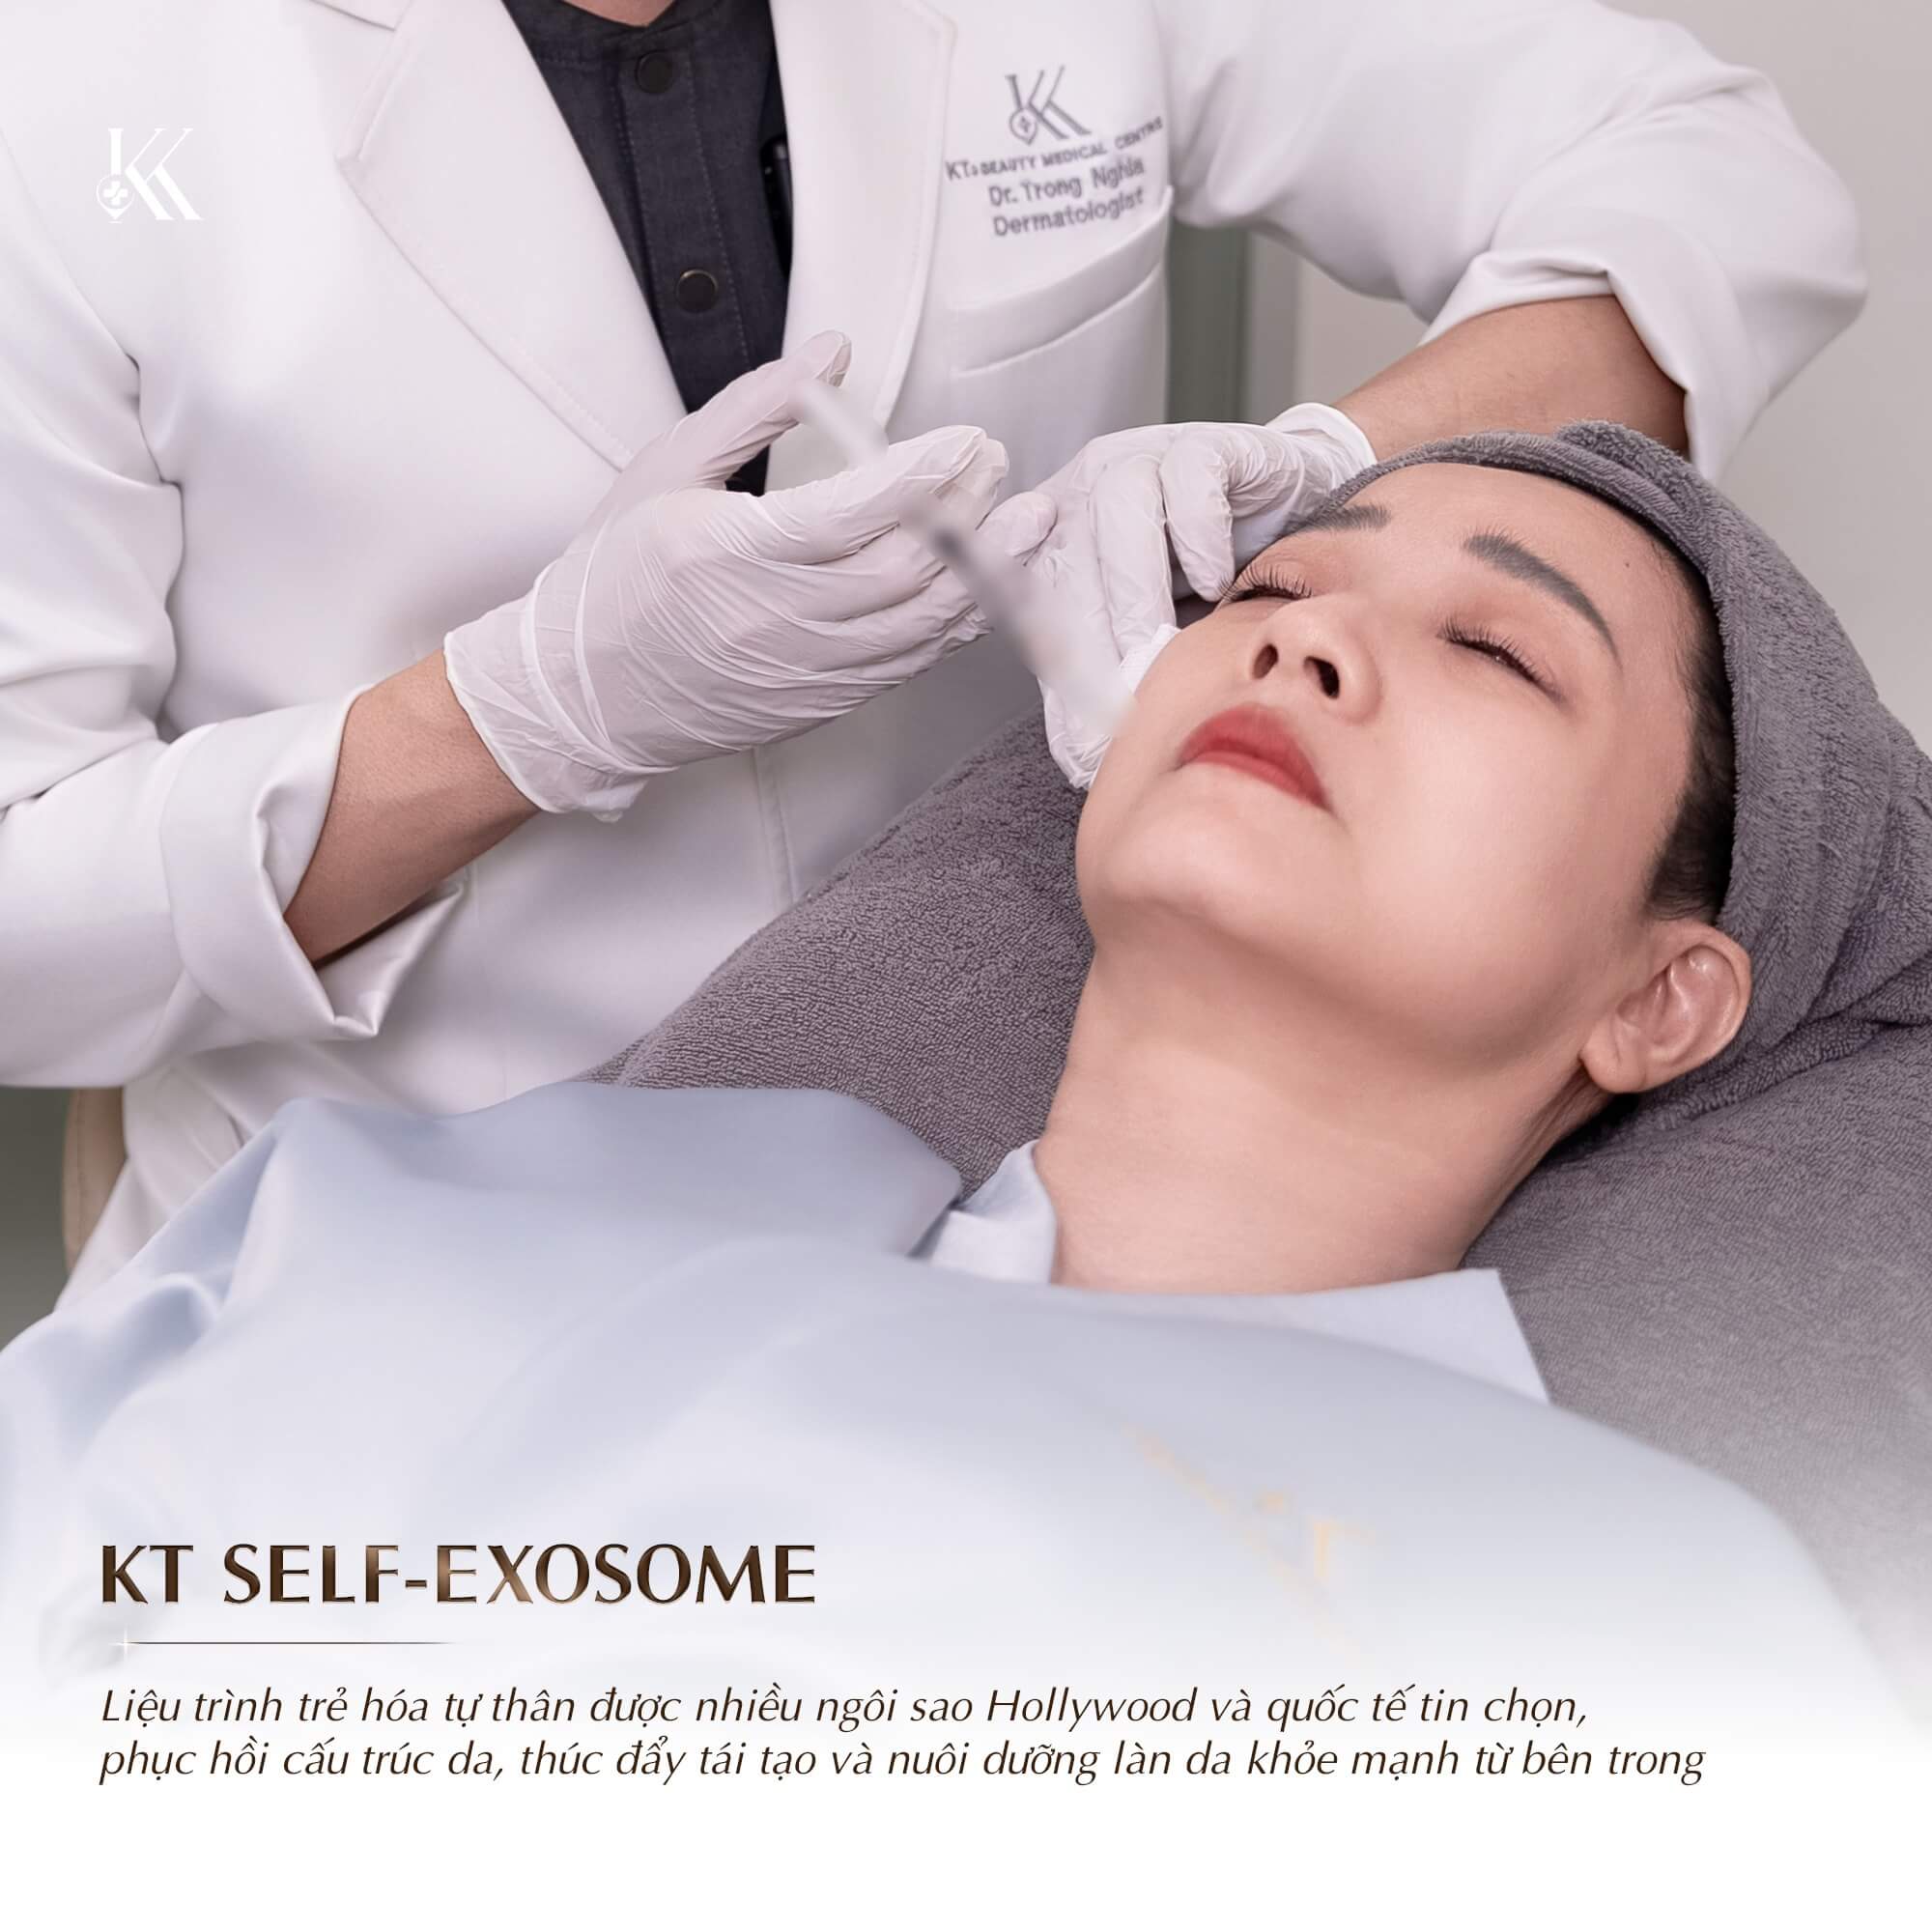 KT BEAUTY MEDICAL CENTRE
Dr. Trong Nghia
Dermatologist
KT SELF-EXOSOME
Liệu trình trẻ hóa tự thân được nhiều ngôi sao Hollywood và quốc tế tin chọn,
phục hồi cấu trúc da, thúc đẩy tái tạo và nuôi dưỡng làn da khỏe mạnh từ bên trong